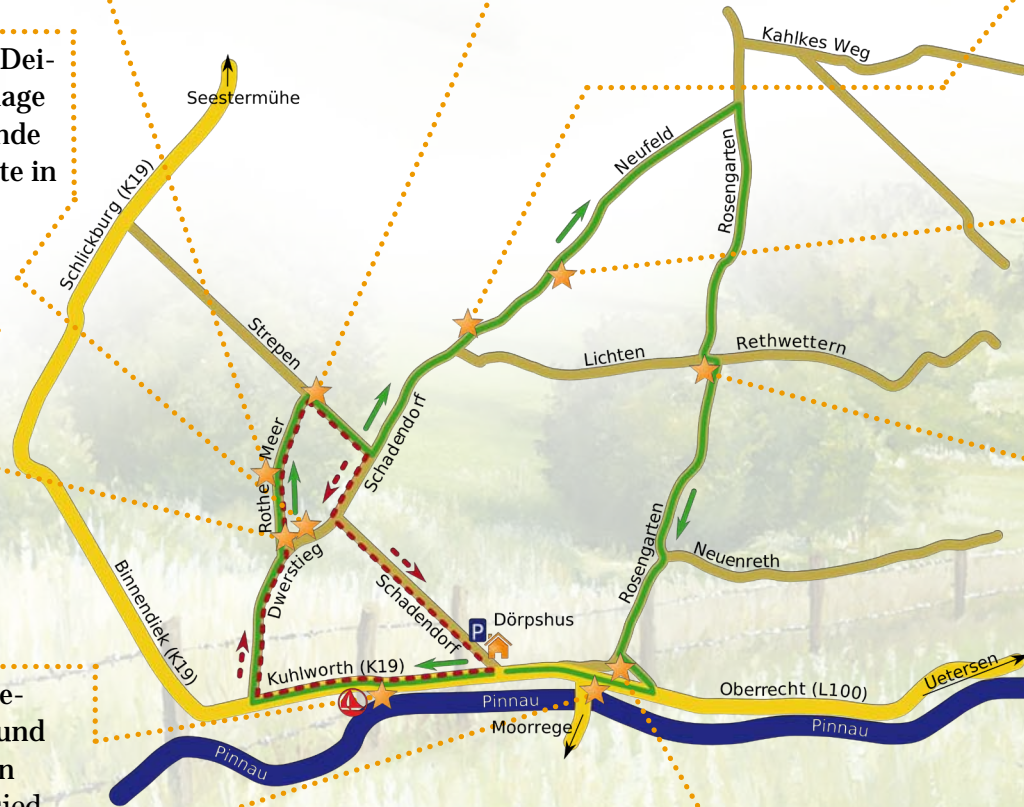 Dei-
lage
nde
te in
Seestermühe
Kahlkes Weg
Neufeld
Rosengarten
Schlickburg (K19)
Strepen
Lichten
Rethwettern
Rothe Meer
Schadendorf
Rosengarten
Neuenreth
Dwerstieg
Schadendorf
Binnendiek (K19)
P
Dörpshus
Kuhlworth (K19)
Oberrecht (L100)
Uetersen
Pinnau
Moorrege
Pinnau
Pinnau
e-
und
n